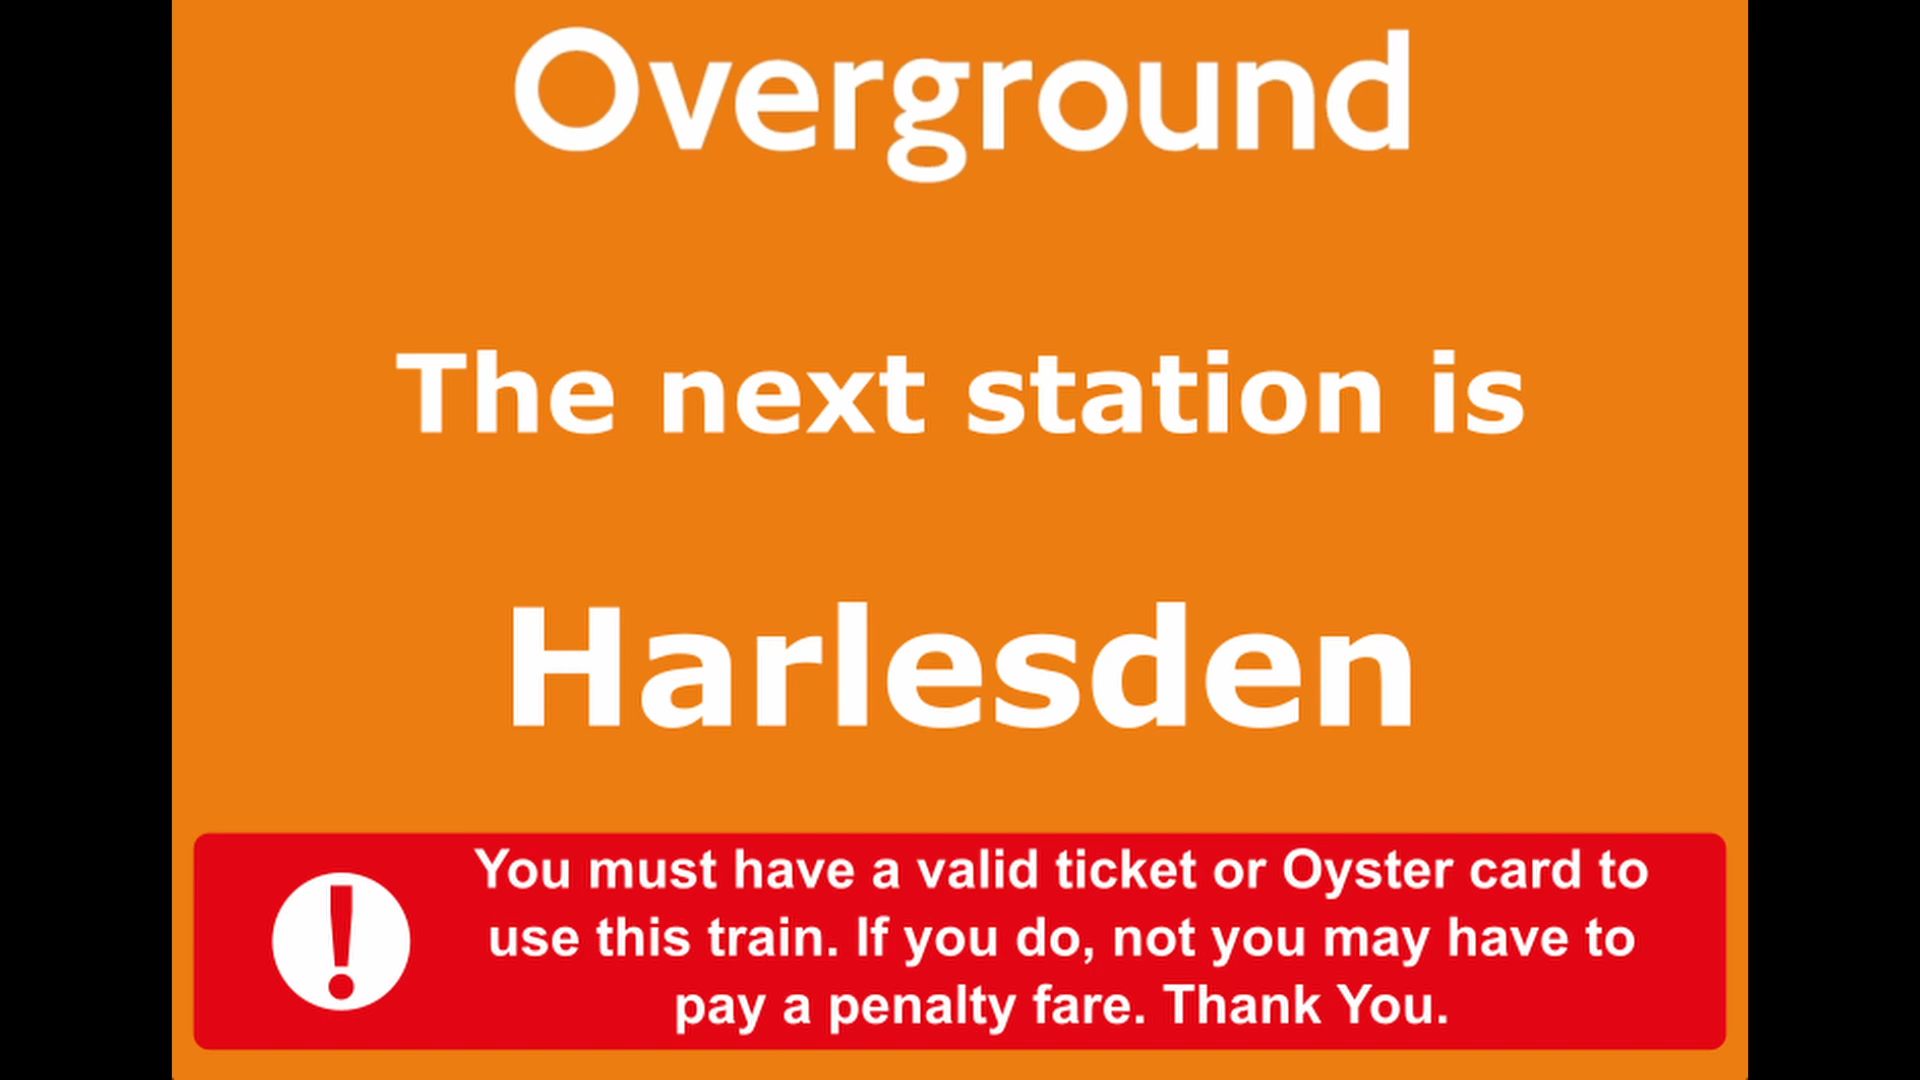 Overground
The next station is
Harlesden
You must have a valid ticket or Oyster card to
use this train. If you do, not you may have to
pay a penalty fare. Thank You.